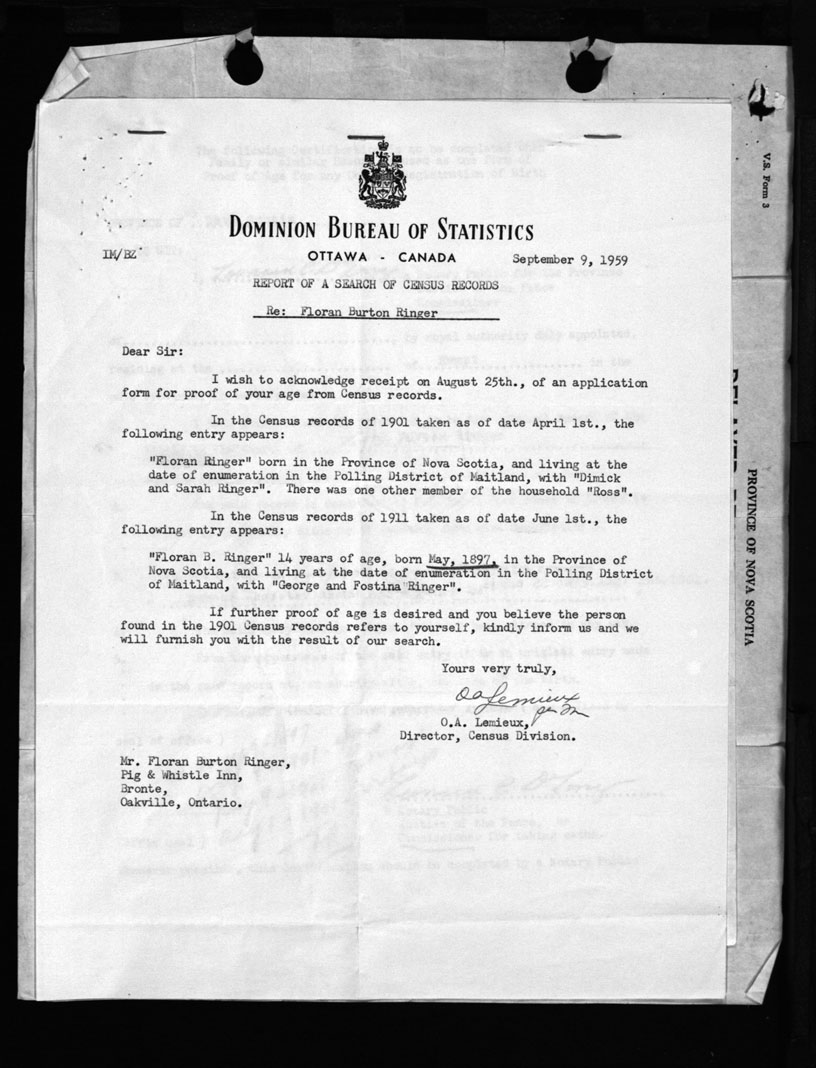 DOMINION BUREAU OF STATISTICS
IM/BZ
OTTAWA - CANADA
September 9, 1959
REPORT OF A SEARCH OF CENSUS RECORDS
Re: Floran Burton Ringer
Dear Sir:
I wish to acknowledge receipt on August 25th., of an application
form for proof of your age from Census records.
In the Census records of 1901 taken as of date April 1st., the
following entry appears:
"Floran Ringer" born in the Province of Nova Scotia, and living at the
date of enumeration in the Polling District of Maitland, with "Dimick
and Sarah Ringer". There was one other member of the household "Ross".
In the Census records of 1911 taken as of date June 1st., the
following entry appears:
"Floran B. Ringer" 14 years of age, born May, 1897, in the Province of
Nova Scotia, and living at the date of enumeration in the Polling District
of Maitland, with "George and Fostina Ringer".
If further proof of age is desired and you believe the person
found in the 1901 Census records refers to yourself, kindly inform us and we
will furnish you with the result of our search.
Yours very truly,
OA Lemieux
O.A. Lemieux,
Director, Census Division.
Mr. Floran Burton Ringer,
Pig & Whistle Inn,
Bronte,
Oakville, Ontario.
V.S. Form 3
PROVINCE OF NOVA SCOTIA